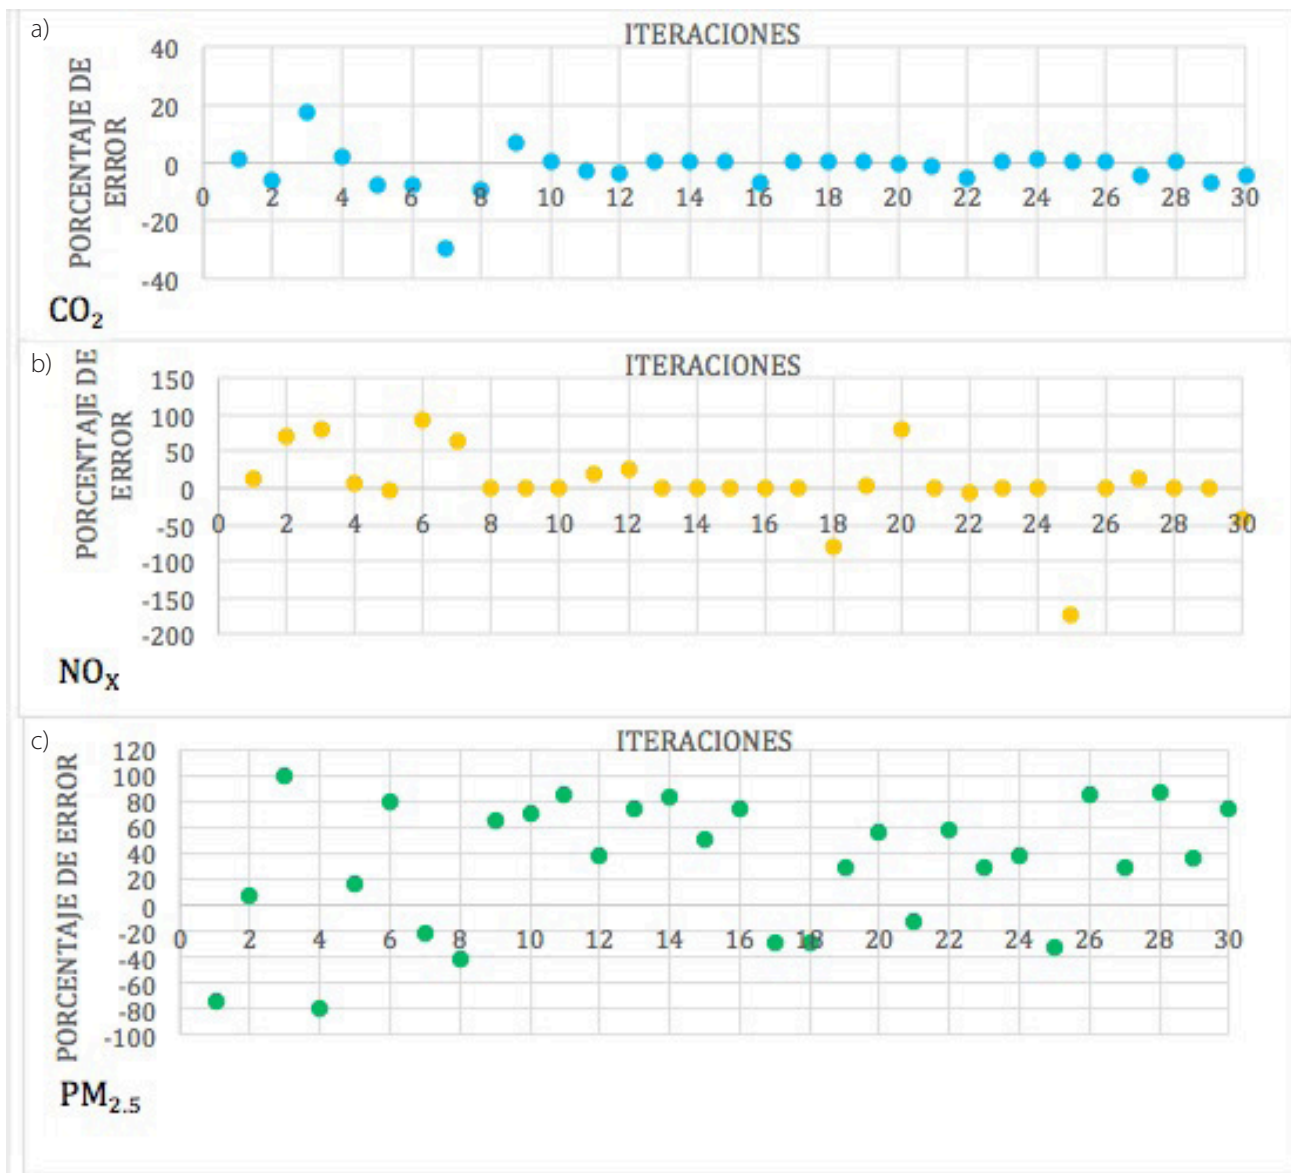 a)
ITERACIONES
PORCENTAJE DE
ERROR
40
20
0
-20
-40
0 2 4 6 8 10 12 14 16 18 20 22 24 26 28 30
CO₂
b)
ITERACIONES
PORCENTAJE DE
ERROR
150
100
50
0
-50
-100
-150
-200
0 2 4 6 8 10 12 14 16 18 20 22 24 26 28 30
NOX
c)
ITERACIONES
PORCENTAJE DE ERROR
120
100
80
60
40
20
0
-20
-40
-60
-80
-100
0 2 4 6 8 10 12 14 16 18 20 22 24 26 28 30
PM₂.₅